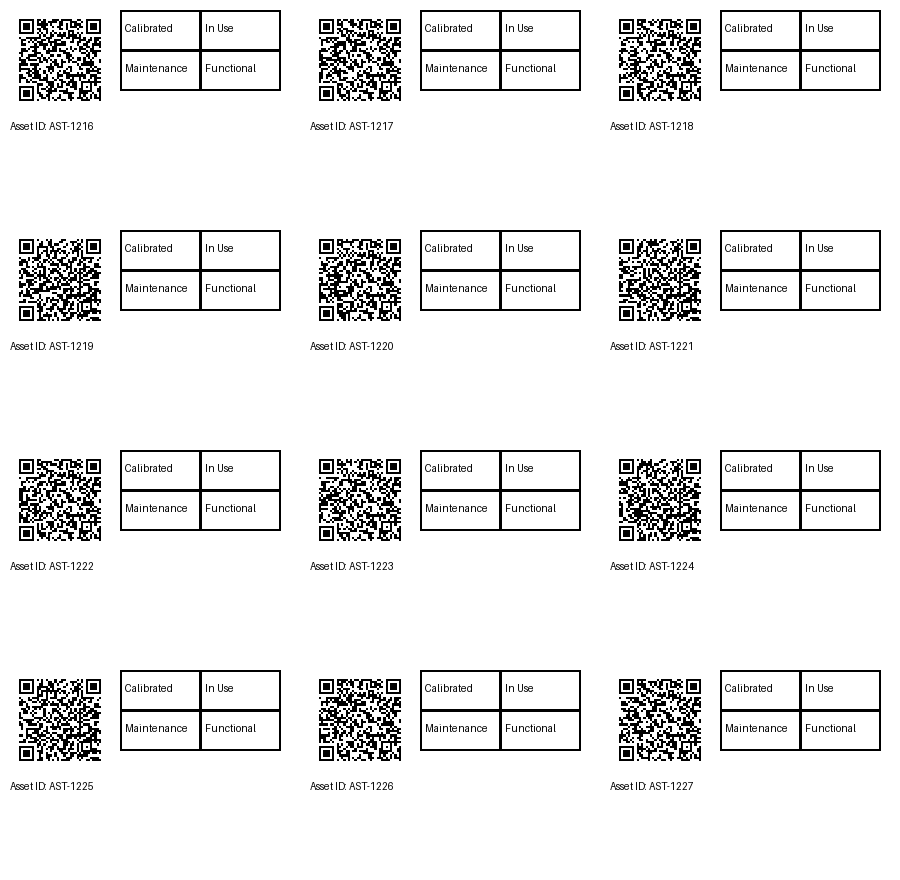 Calibrated In Use Calibrated In Use Calibrated In Use
Maintenance Functional Maintenance Functional Maintenance Functional
Asset ID: AST-1216 Asset ID: AST-1217 Asset ID: AST-1218
Calibrated In Use Calibrated In Use Calibrated In Use
Maintenance Functional Maintenance Functional Maintenance Functional
Asset ID: AST-1219 Asset ID: AST-1220 Asset ID: AST-1221
Calibrated In Use Calibrated In Use Calibrated In Use
Maintenance Functional Maintenance Functional Maintenance Functional
Asset ID: AST-1222 Asset ID: AST-1223 Asset ID: AST-1224
Calibrated In Use Calibrated In Use Calibrated In Use
Maintenance Functional Maintenance Functional Maintenance Functional
Asset ID: AST-1225 Asset ID: AST-1226 Asset ID: AST-1227